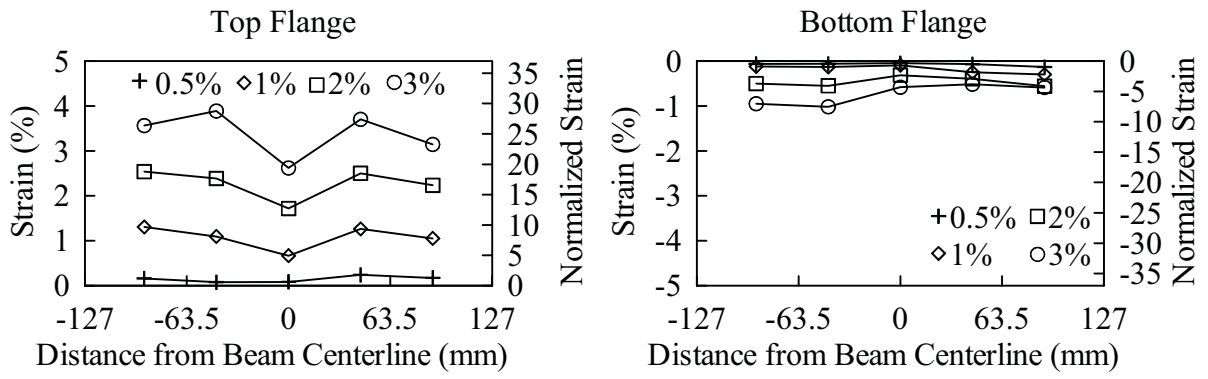 Top Flange
Strain (%)
5
4
3
2
1
0
0.5% 1% 2% 3%
35
30
25
20
15
10
5
0
Normalized Strain
-127 -63.5 0 63.5 127
Distance from Beam Centerline (mm)
Bottom Flange
Strain (%)
-0
-1
-2
-3
-4
-5
0.5% 2%
1% 3%
0
-5
-10
-15
-20
-25
-30
-35
Normalized Strain
-127 -63.5 0 63.5 127
Distance from Beam Centerline (mm)